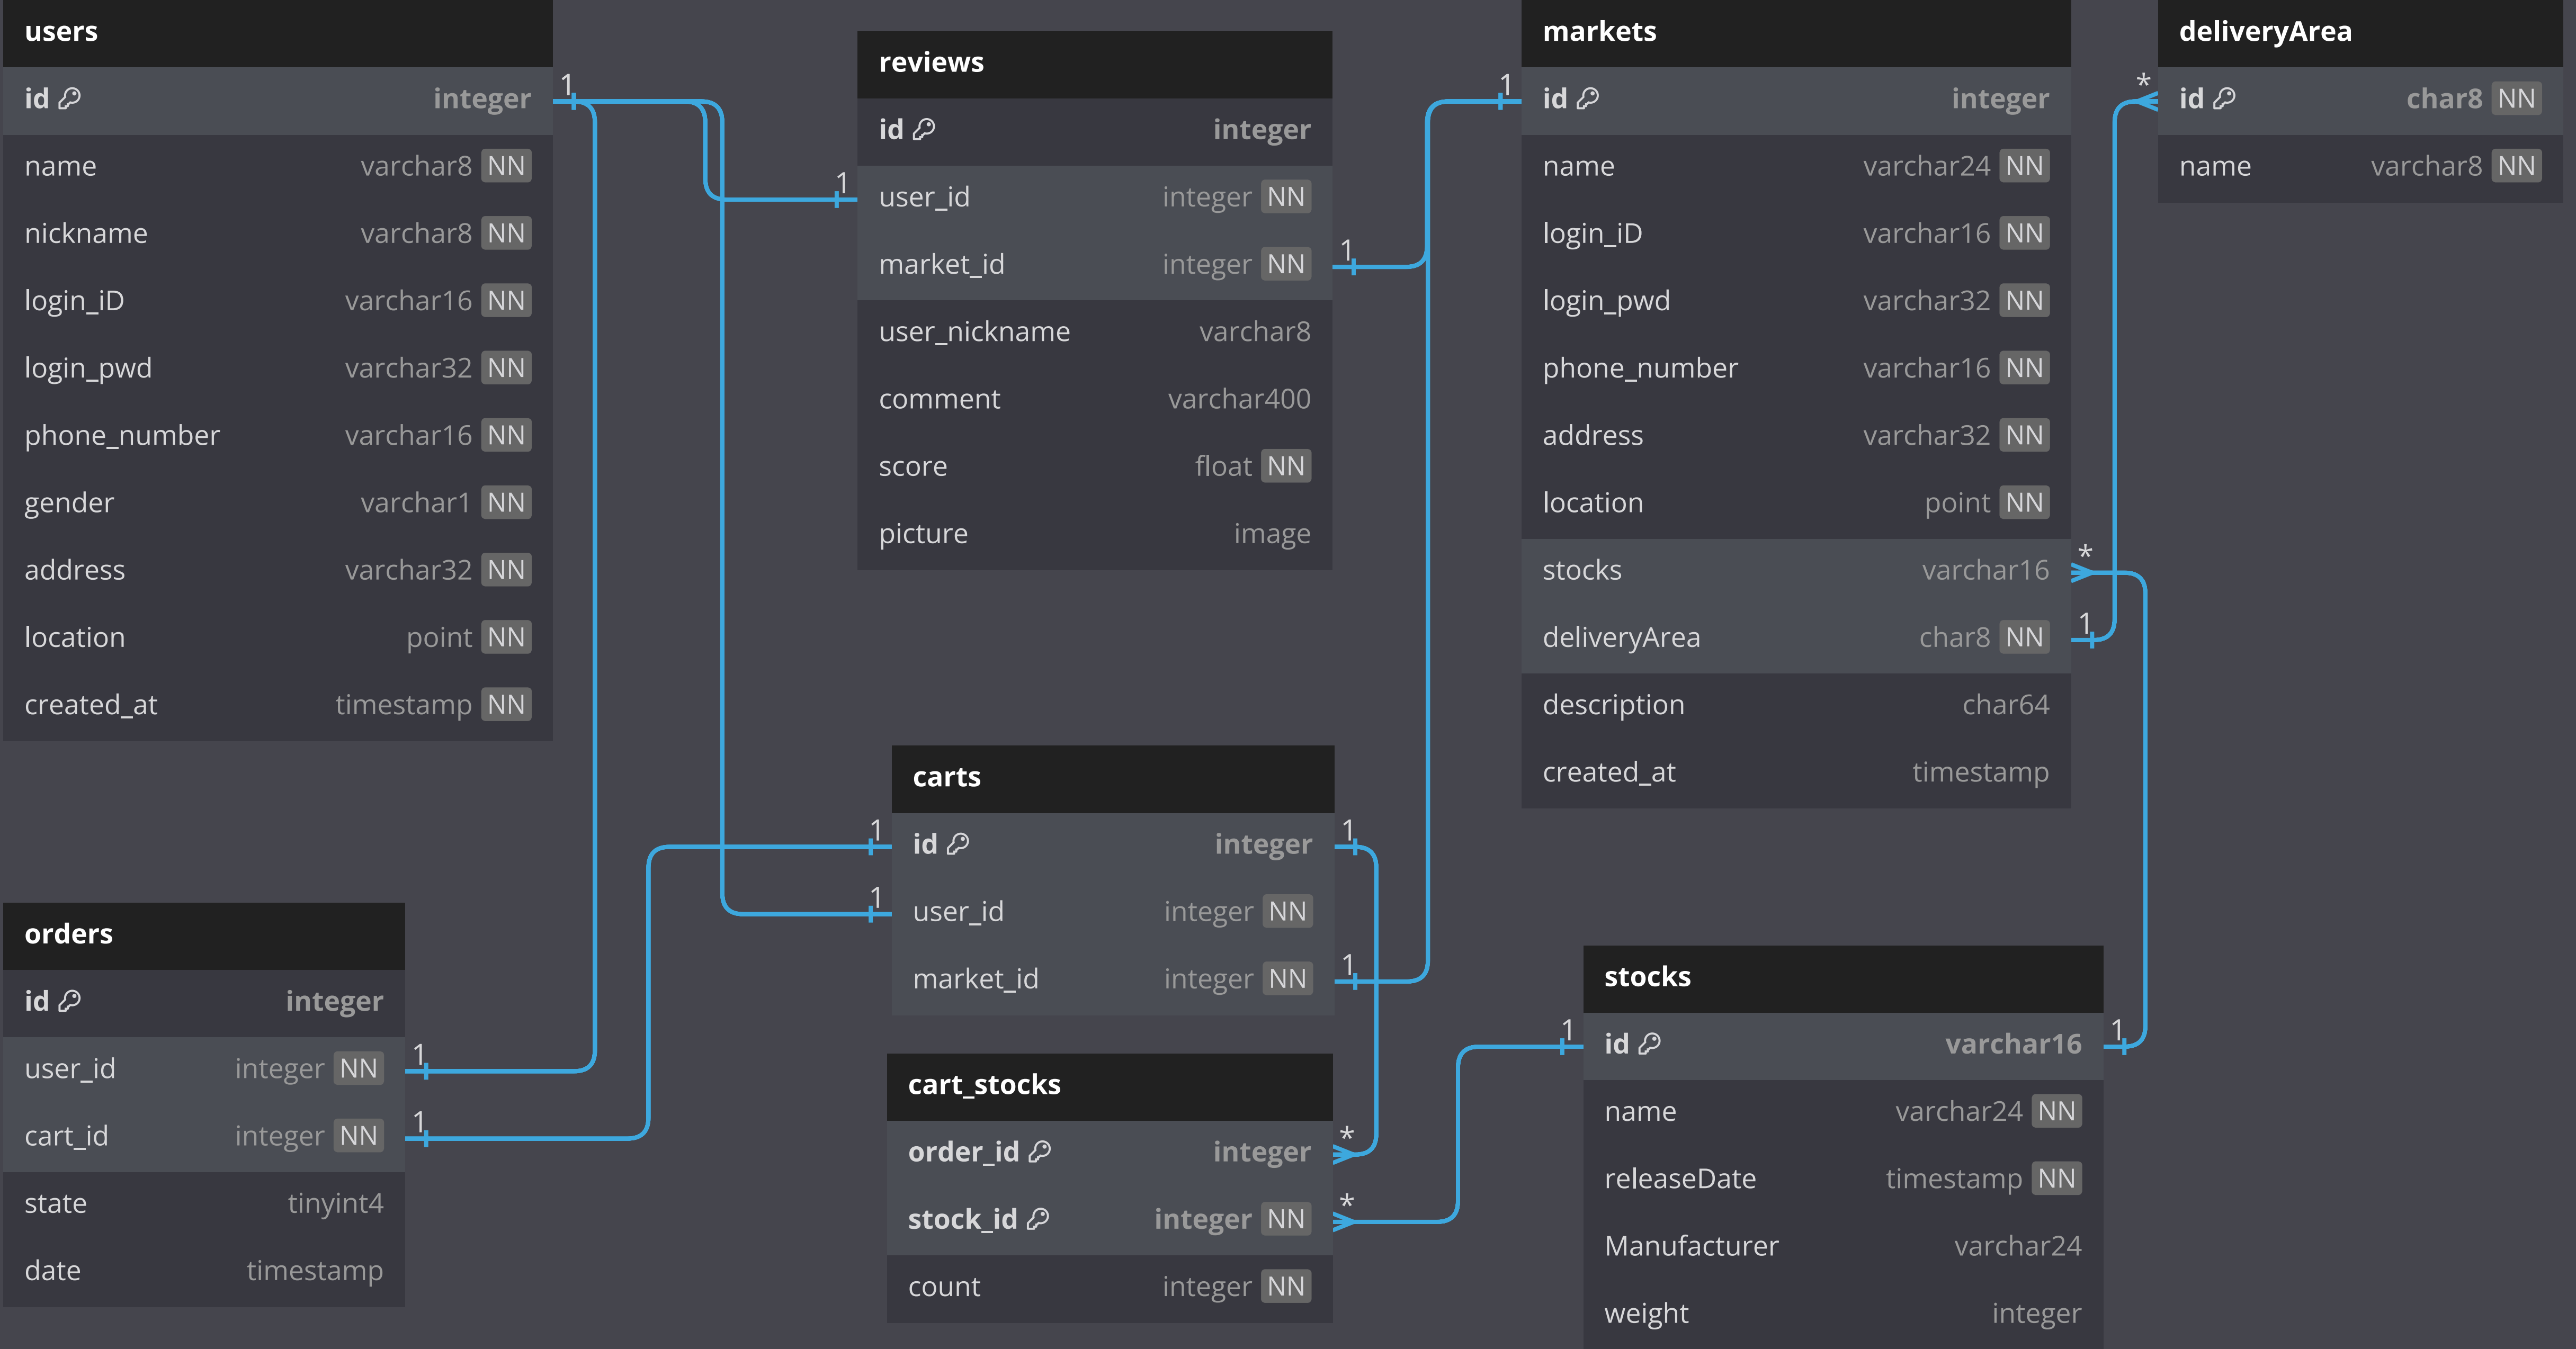 users
id integer
name varchar8 NN
nickname varchar8 NN
login_iD varchar16 NN
login_pwd varchar32 NN
phone_number varchar16 NN
gender varchar1 NN
address varchar32 NN
location point NN
created_at timestamp NN
1
reviews
id integer
1
user_id integer NN
market_id integer NN
1
user_nickname varchar8
comment varchar400
score float NN
picture image
markets
1
id integer
name varchar24 NN
login_iD varchar16 NN
login_pwd varchar32 NN
phone_number varchar16 NN
address varchar32 NN
location point NN
stocks varchar16
*
deliveryArea char8 NN
1
description char64
created_at timestamp
deliveryArea
*
id char8 NN
name varchar8 NN
orders
id integer
user_id integer NN
1
cart_id integer NN
1
state tinyint4
date timestamp
carts
1
id integer
1
1
user_id integer NN
market_id integer NN
1
cart_stocks
order_id integer
*
stock_id integer NN
*
count integer NN
stocks
1
id varchar16
1
name varchar24 NN
releaseDate timestamp NN
Manufacturer varchar24
weight integer